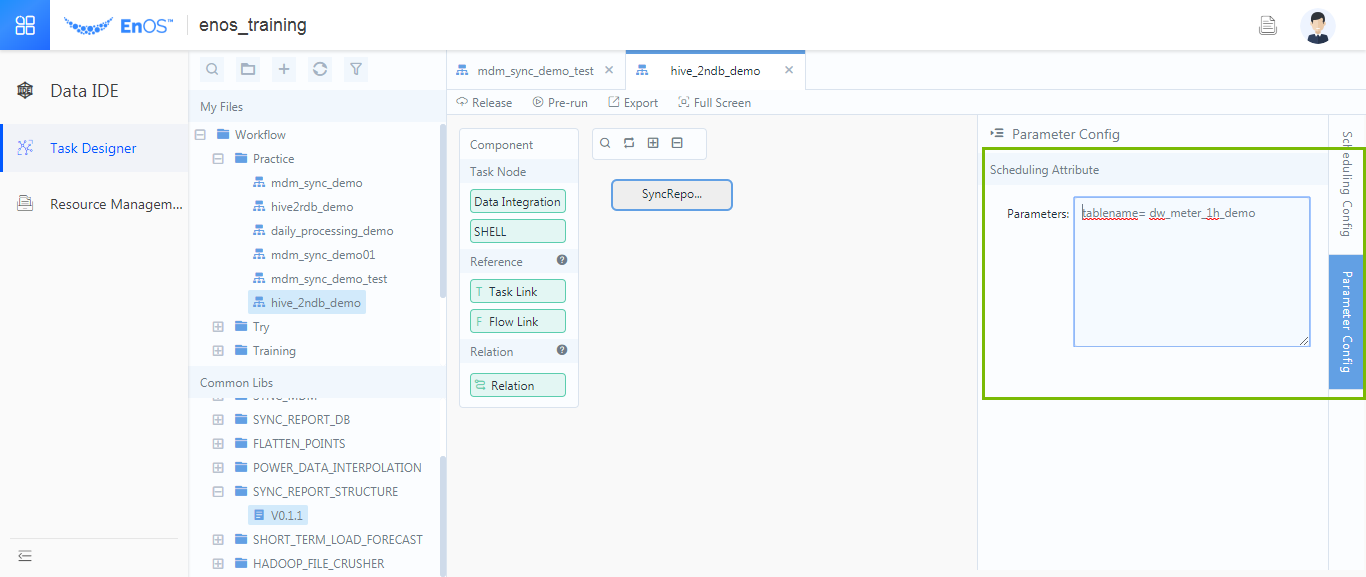 EnOS™
enos_training
Data IDE
Task Designer
Resource Managem...
My Files
Workflow
Practice
mdm_sync_demo
hive2rdb_demo
daily_processing_demo
mdm_sync_demo01
mdm_sync_demo_test
hive_2ndb_demo
Try
Training
Common Libs
SYNC_MDM
SYNC_REPORT_DB
FLATTEN_POINTS
POWER_DATA_INTERPOLATION
SYNC_REPORT_STRUCTURE
V0.1.1
SHORT_TERM_LOAD_FORECAST
HADOOP_FILE_CRUSHER
mdm_sync_demo_test
hive_2ndb_demo
Release
Pre-run
Export
Full Screen
Component
Task Node
Data Integration
SHELL
Reference
T Task Link
F Flow Link
Relation
Relation
SyncRepo...
Parameter Config
Scheduling Attribute
Parameters:
tablename= dw_meter_1h_demo
Scheduling Config
Parameter Config